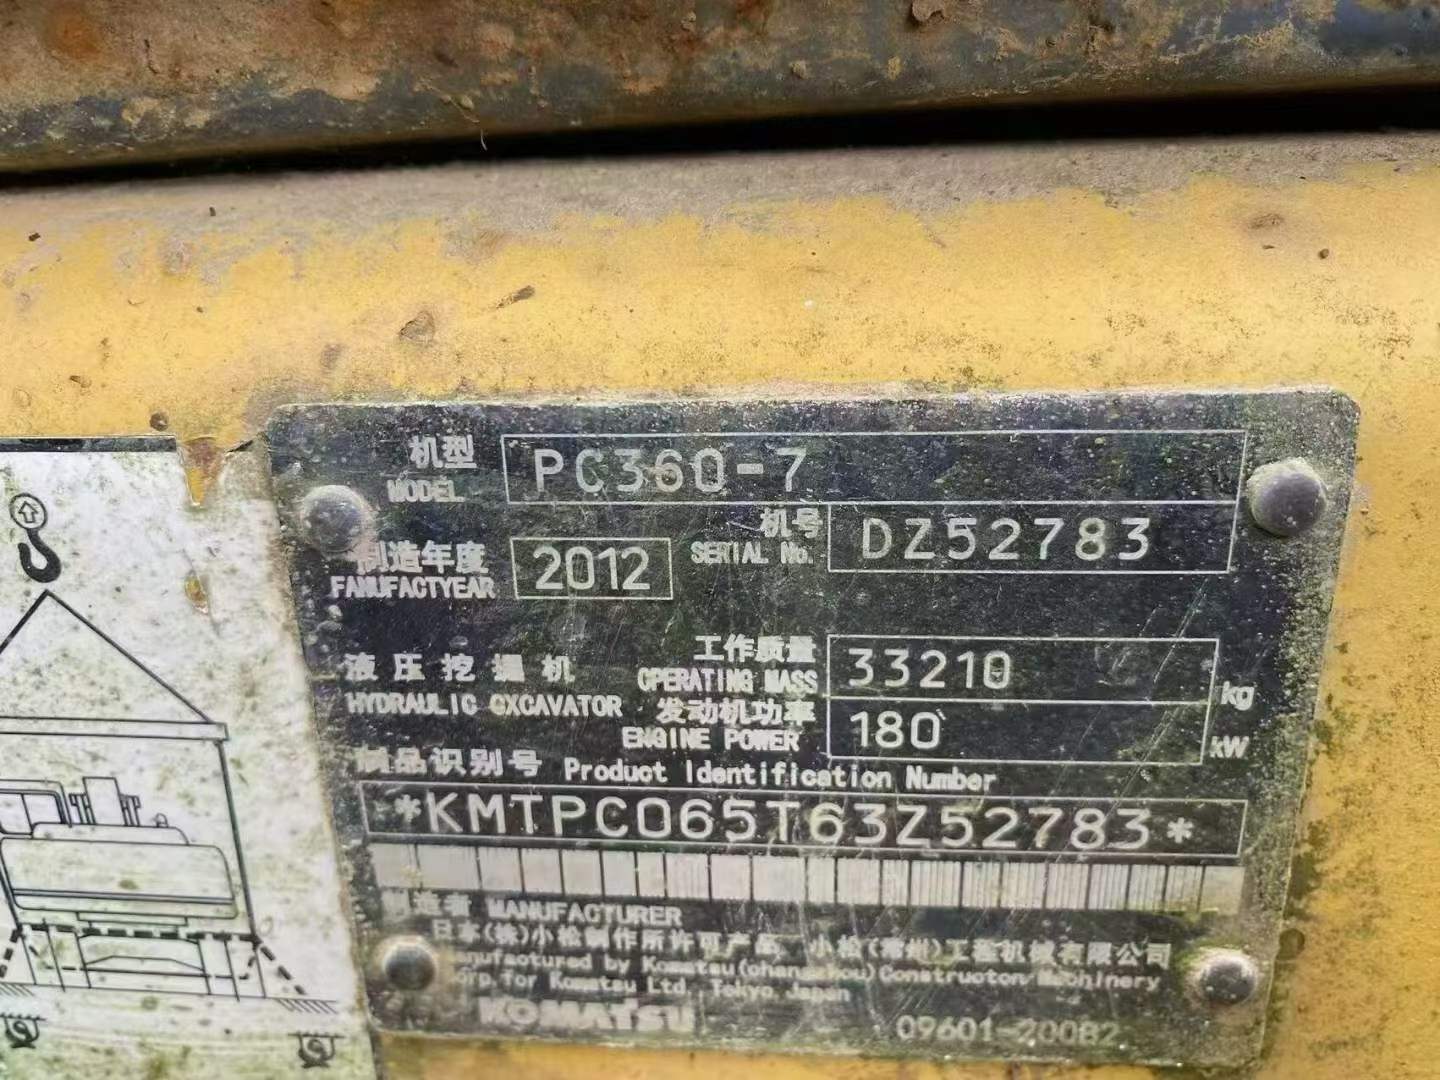 机型
MODEL
PC360-7
机号
SERIAL No.
DZ52783
制造年度
FANUFACTYEAR
2012
工作质量
OPERATING MASS
33210
kg
液压挖掘机
HYDRAULIC GXCAVATOR
发动机功率
ENGINE POWER
180
kW
制品识别号 Product Identification Number
*KMTPC065T63Z52783*
制造者 MANUFACTURER
日本(株)小松制作所许可产品 小松(常州)工程机械有限公司
manufactured by Komatsu(changzhou)Constructon Machinery
Corp. for Komatsu Ltd. Tokyo Japan
KOMATSU
09601-20082